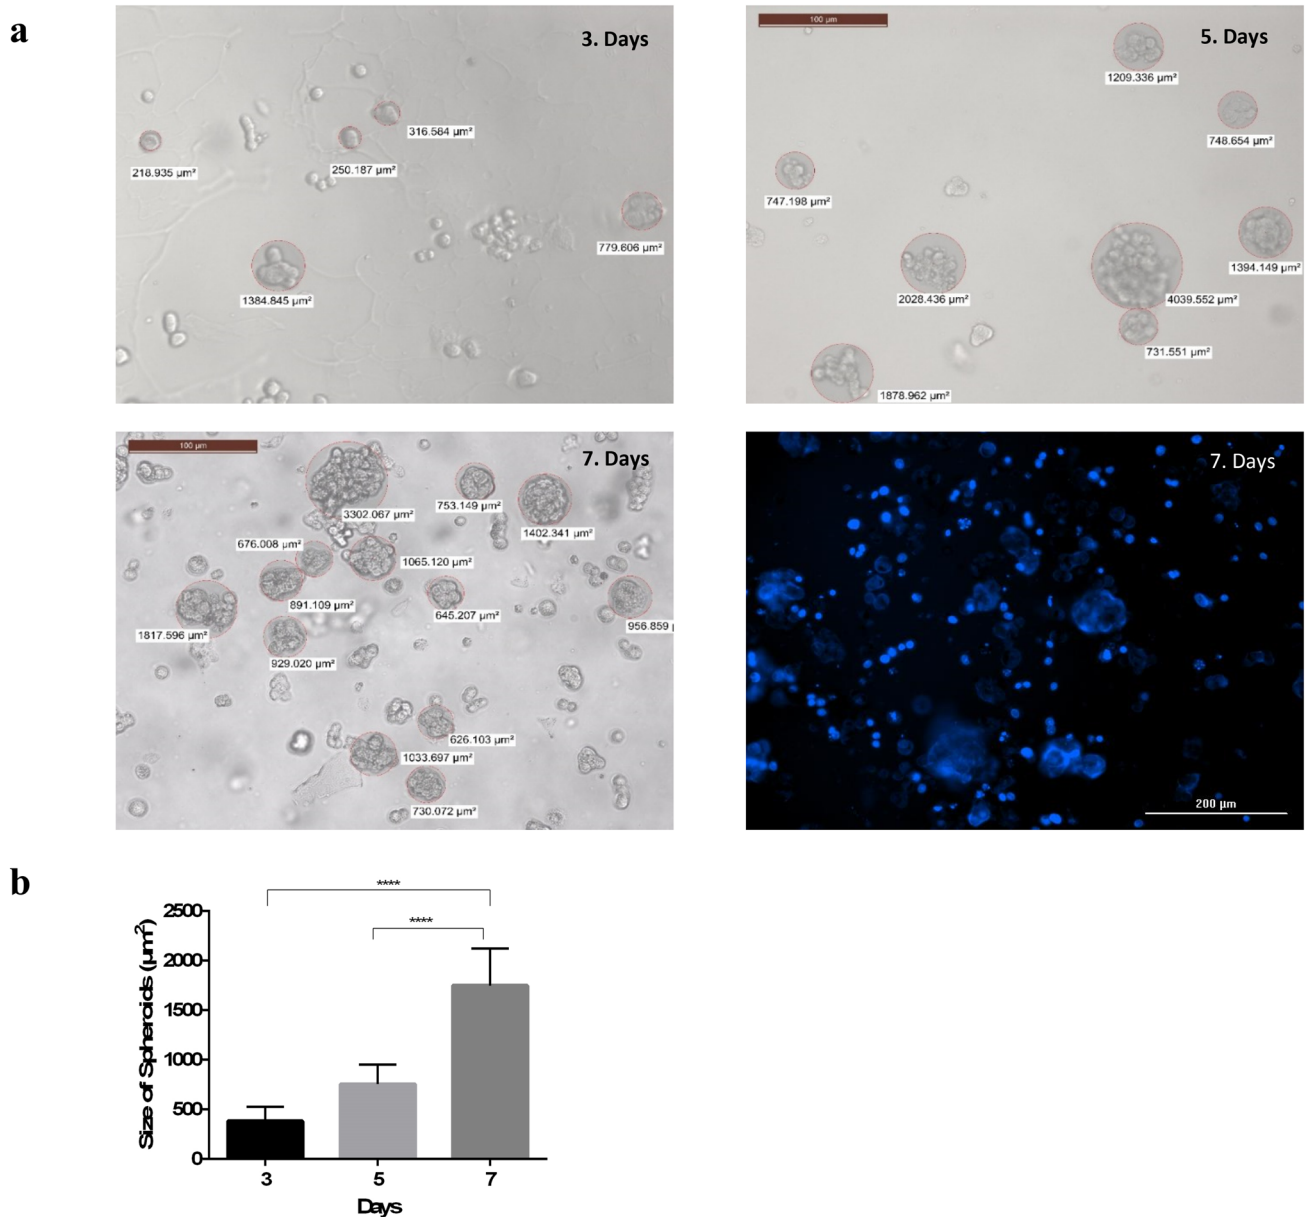 a
3. Days
316.584 µm²
218.935 µm²
250.187 µm²
779.606 µm²
1384.845 µm²
100 µm
5. Days
1209.336 µm²
748.654 µm²
747.198 µm²
1394.149 µm²
2028.436 µm²
4039.552 µm²
731.551 µm²
1878.962 µm²
100 µm
7. Days
753.149 µm²
3302.067 µm²
1402.341 µm²
676.008 µm²
1065.120 µm²
891.109 µm²
645.207 µm²
956.859
1817.596 µm²
929.020 µm²
626.103 µm²
1033.697 µm²
730.072 µm²
7. Days
200 µm
b
****
****
Size of Spheroids (µm²)
2500
2000
1500
1000
500
0
3 5 7
Days